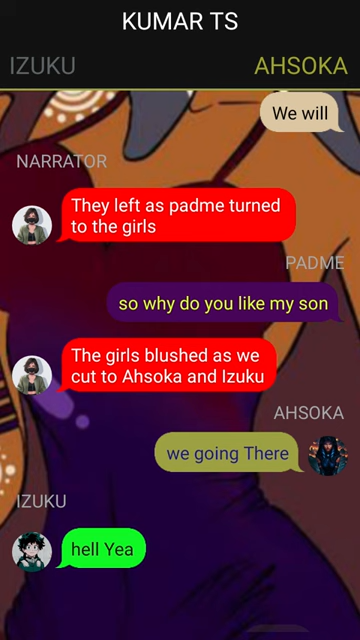 KUMAR TS
IZUKU
AHSOKA
We will
NARRATOR
They left as padme turned
to the girls
PADME
so why do you like my son
The girls blushed as we
cut to Ahsoka and Izuku
AHSOKA
we going There
IZUKU
hell Yea